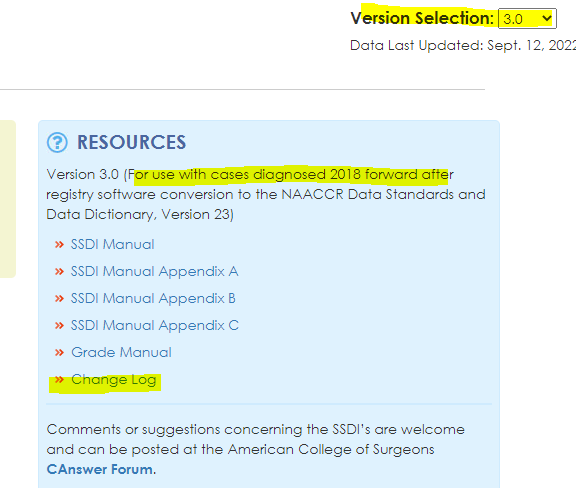 Version Selection: 3.0
Data Last Updated: Sept. 12, 2022
RESOURCES
Version 3.0 (For use with cases diagnosed 2018 forward after
registry software conversion to the NAACCR Data Standards and
Data Dictionary, Version 23)
» SSDI Manual
» SSDI Manual Appendix A
» SSDI Manual Appendix B
» SSDI Manual Appendix C
» Grade Manual
» Change Log
Comments or suggestions concerning the SSDI's are welcome
and can be posted at the American College of Surgeons
CAnswer Forum.